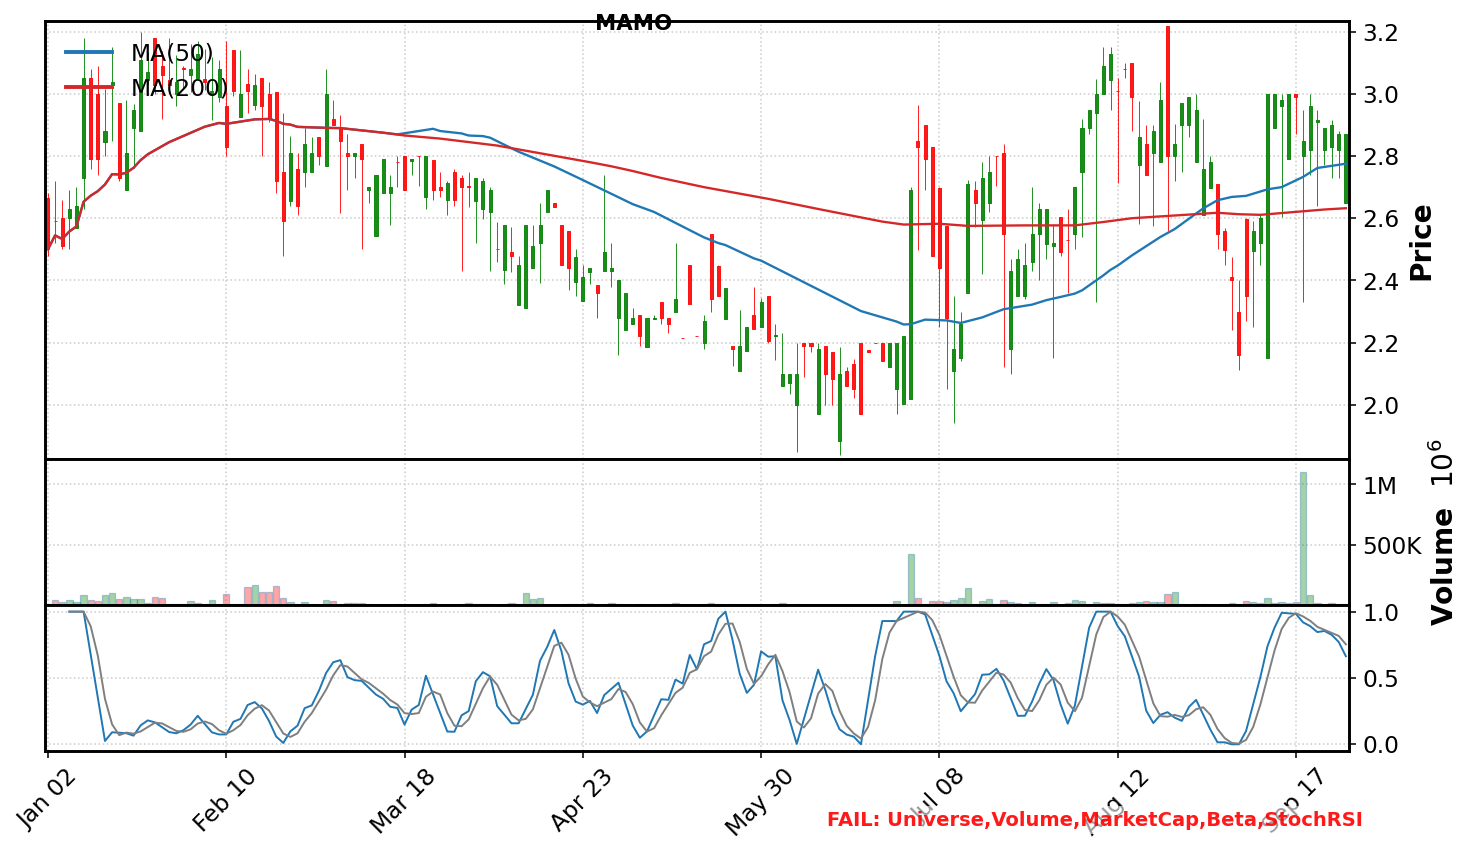 MAMO
MA(50)
MA(200)
3.2
3.0
2.8
2.6
2.4
2.2
2.0
Price
1M
500K
Volume 10⁶
1.0
0.5
0.0
Jan 02
Feb 10
Mar 18
Apr 23
May 30
Jul 08
Aug 12
Sep 17
FAIL: Universe,Volume,MarketCap,Beta,StochRSI